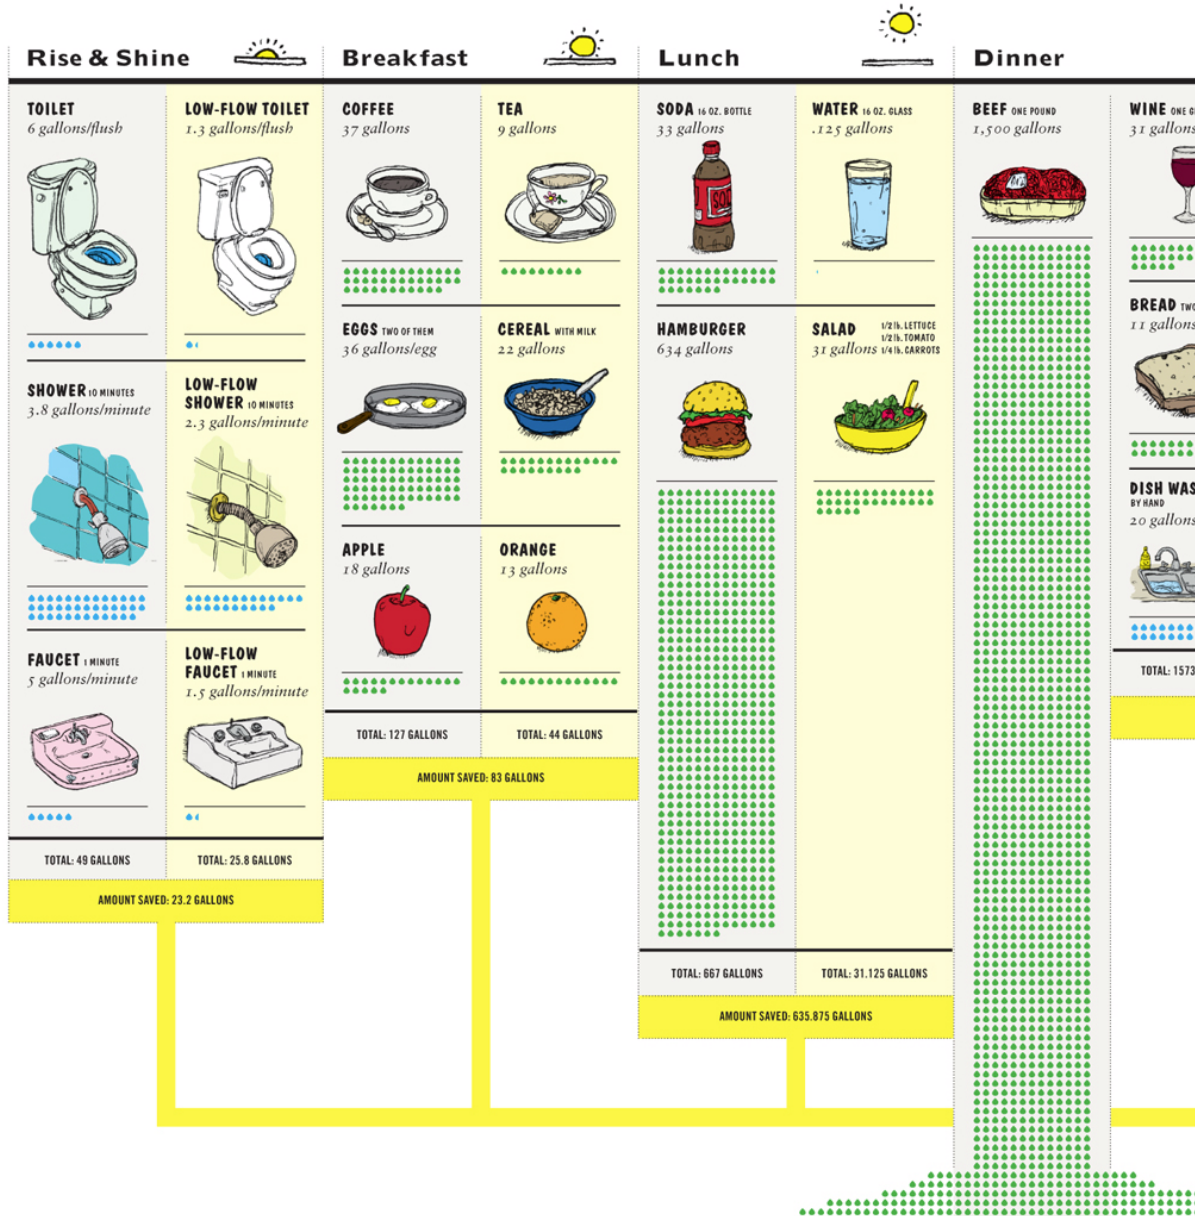 Rise & Shine
TOILET
6 gallons/flush
LOW-FLOW TOILET
1.3 gallons/flush
SHOWER 10 MINUTES
3.8 gallons/minute
LOW-FLOW
SHOWER 10 MINUTES
2.3 gallons/minute
FAUCET 1 MINUTE
5 gallons/minute
LOW-FLOW
FAUCET 1 MINUTE
1.5 gallons/minute
TOTAL: 49 GALLONS
TOTAL: 25.8 GALLONS
AMOUNT SAVED: 23.2 GALLONS
Breakfast
COFFEE
37 gallons
TEA
9 gallons
EGGS TWO OF THEM
36 gallons/egg
CEREAL WITH MILK
22 gallons
APPLE
18 gallons
ORANGE
13 gallons
TOTAL: 127 GALLONS
TOTAL: 44 GALLONS
AMOUNT SAVED: 83 GALLONS
Lunch
SODA 16 OZ. BOTTLE
33 gallons
SODA
WATER 16 OZ. GLASS
.125 gallons
HAMBURGER
634 gallons
SALAD
1/2 lb. LETTUCE
1/2 lb. TOMATO
31 gallons 1/4 lb. CARROTS
TOTAL: 667 GALLONS
TOTAL: 31.125 GALLONS
AMOUNT SAVED: 635.875 GALLONS
Dinner
BEEF ONE POUND
1,500 gallons
WINE ONE
31 gallons
BREAD TWO
11 gallons
DISH WAS
BY HAND
20 gallons
TOTAL: 1573